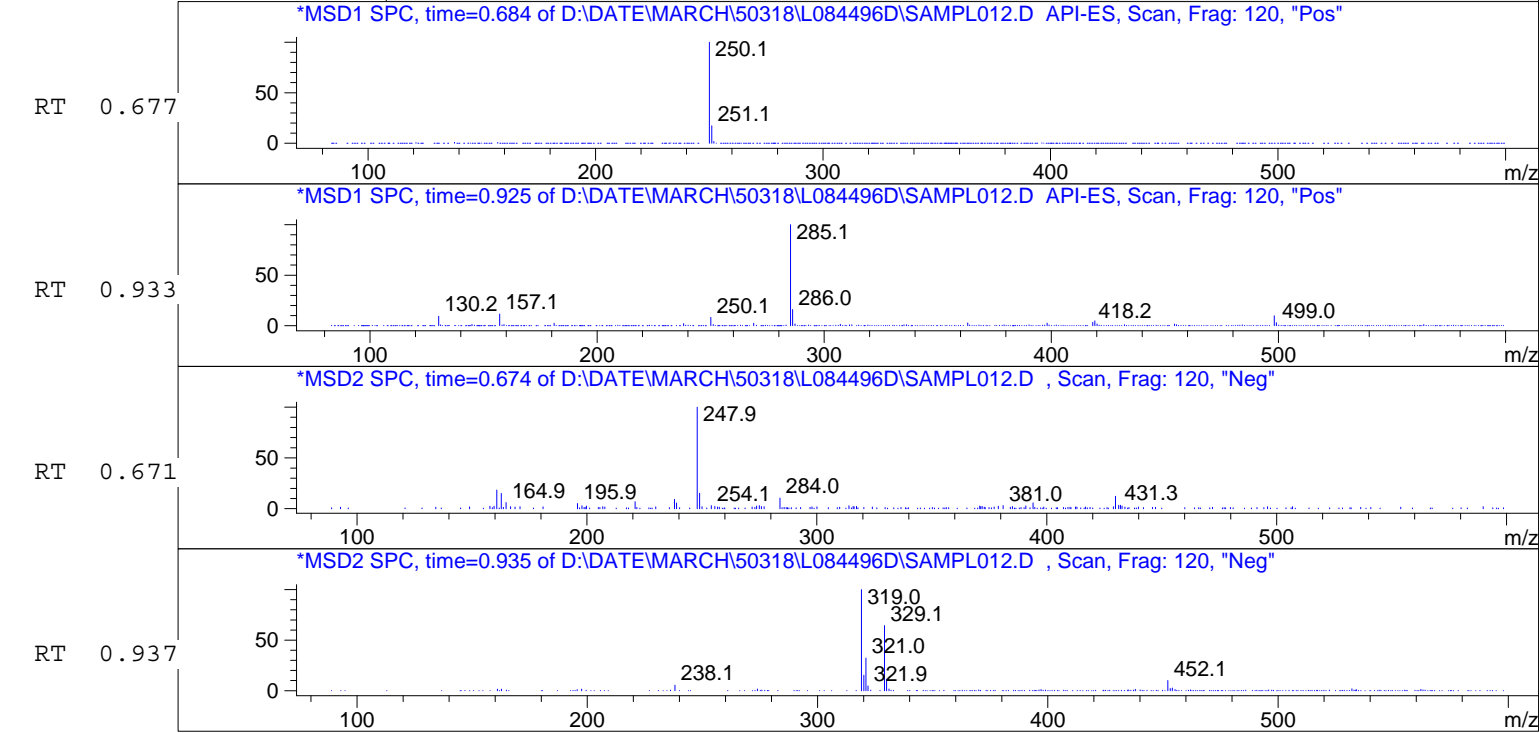 *MSD1 SPC, time=0.684 of D:\DATE\MARCH\50318\L084496D\SAMPL012.D API-ES, Scan, Frag: 120, "Pos"
250.1
50
RT 0.677
251.1
0
100 200 300 400 500 m/z
*MSD1 SPC, time=0.925 of D:\DATE\MARCH\50318\L084496D\SAMPL012.D API-ES, Scan, Frag: 120, "Pos"
285.1
50
RT 0.933
130.2 157.1 250.1 286.0 418.2 499.0
0
100 200 300 400 500 m/z
*MSD2 SPC, time=0.674 of D:\DATE\MARCH\50318\L084496D\SAMPL012.D , Scan, Frag: 120, "Neg"
247.9
50
RT 0.671
164.9 195.9 254.1 284.0 381.0 431.3
0
100 200 300 400 500 m/z
*MSD2 SPC, time=0.935 of D:\DATE\MARCH\50318\L084496D\SAMPL012.D , Scan, Frag: 120, "Neg"
319.0
329.1
50
321.0
RT 0.937
238.1 321.9 452.1
0
100 200 300 400 500 m/z